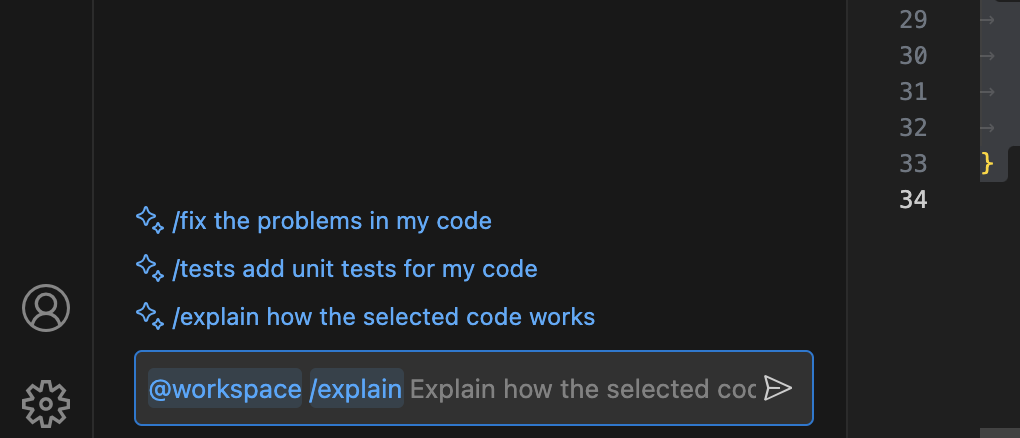 29
30
31
32
33 }
34
/fix the problems in my code
/tests add unit tests for my code
/explain how the selected code works
@workspace /explain Explain how the selected